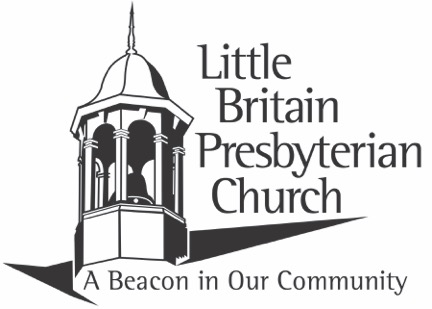 Little
Britain
Presbyterian
Church
A Beacon in Our Community